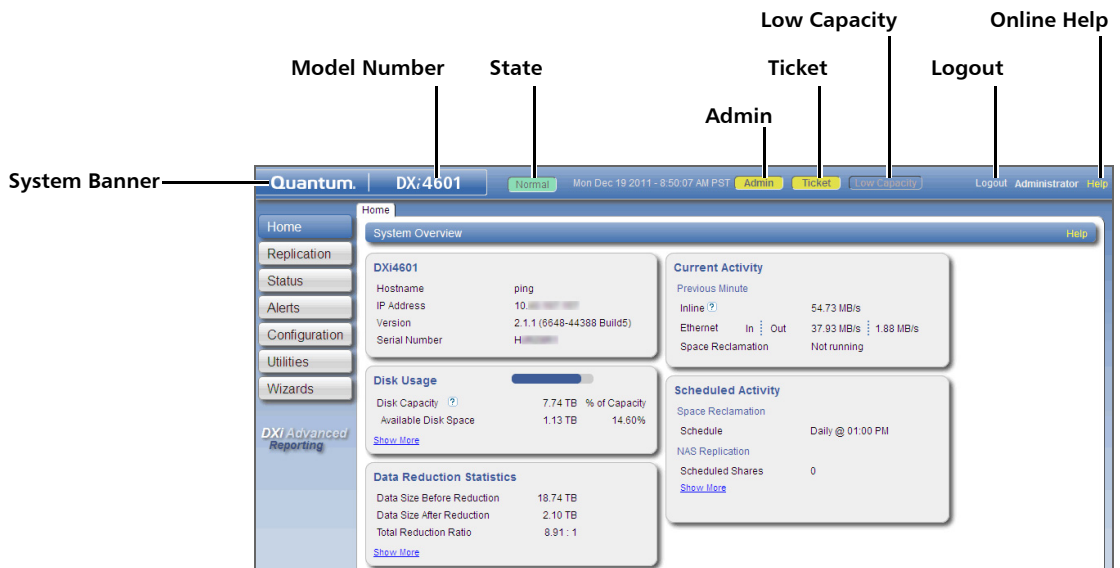 Low Capacity Online Help
Model Number State Ticket Logout
Admin
System Banner
Quantum. DXi4601 Normal Mon Dec 19 2011 - 8:50:07 AM PST Admin Ticket Low Capacity Logout Administrator Help
Home
Home
System Overview Help
Replication
Status
Alerts
Configuration
Utilities
Wizards
DXi Advanced
Reporting
DXi4601
Hostname ping
IP Address 10.
Version 2.1.1 (6648-44388 Build5)
Serial Number H
Disk Usage
Disk Capacity ? 7.74 TB % of Capacity
Available Disk Space 1.13 TB 14.60%
Show More
Data Reduction Statistics
Data Size Before Reduction 18.74 TB
Data Size After Reduction 2.10 TB
Total Reduction Ratio 8.91 : 1
Show More
Current Activity
Previous Minute
Inline ? 54.73 MB/s
Ethernet In Out 37.93 MB/s 1.88 MB/s
Space Reclamation Not running
Scheduled Activity
Space Reclamation
Schedule Daily @ 01:00 PM
NAS Replication
Scheduled Shares 0
Show More